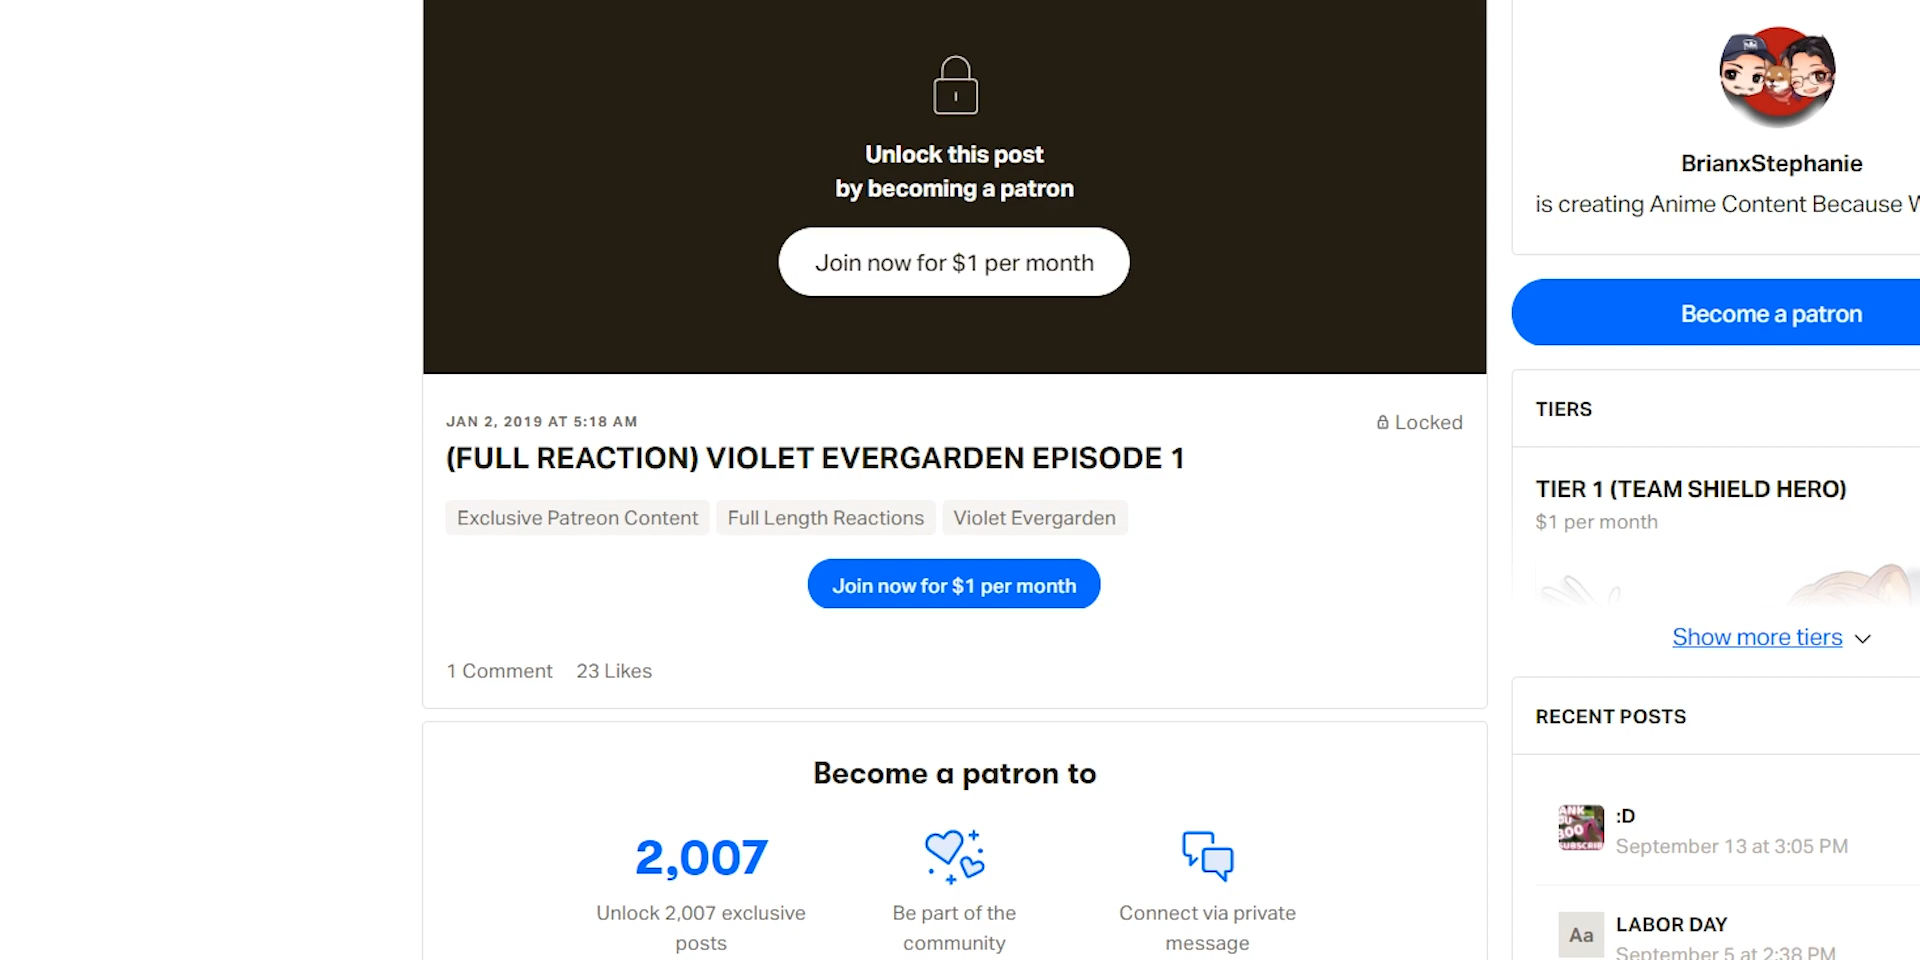 Unlock this post
by becoming a patron
Join now for $1 per month
JAN 2, 2019 AT 5:18 AM
Locked
(FULL REACTION) VIOLET EVERGARDEN EPISODE 1
Exclusive Patreon Content
Full Length Reactions
Violet Evergarden
Join now for $1 per month
1 Comment
23 Likes
Become a patron to
2,007
Unlock 2,007 exclusive
posts
Be part of the
community
Connect via private
message
BrianxStephanie
is creating Anime Content Because
Become a patron
TIERS
TIER 1 (TEAM SHIELD HERO)
$1 per month
Show more tiers
RECENT POSTS
:D
September 13 at 3:05 PM
Aa
LABOR DAY
September 5 at 2:38 PM